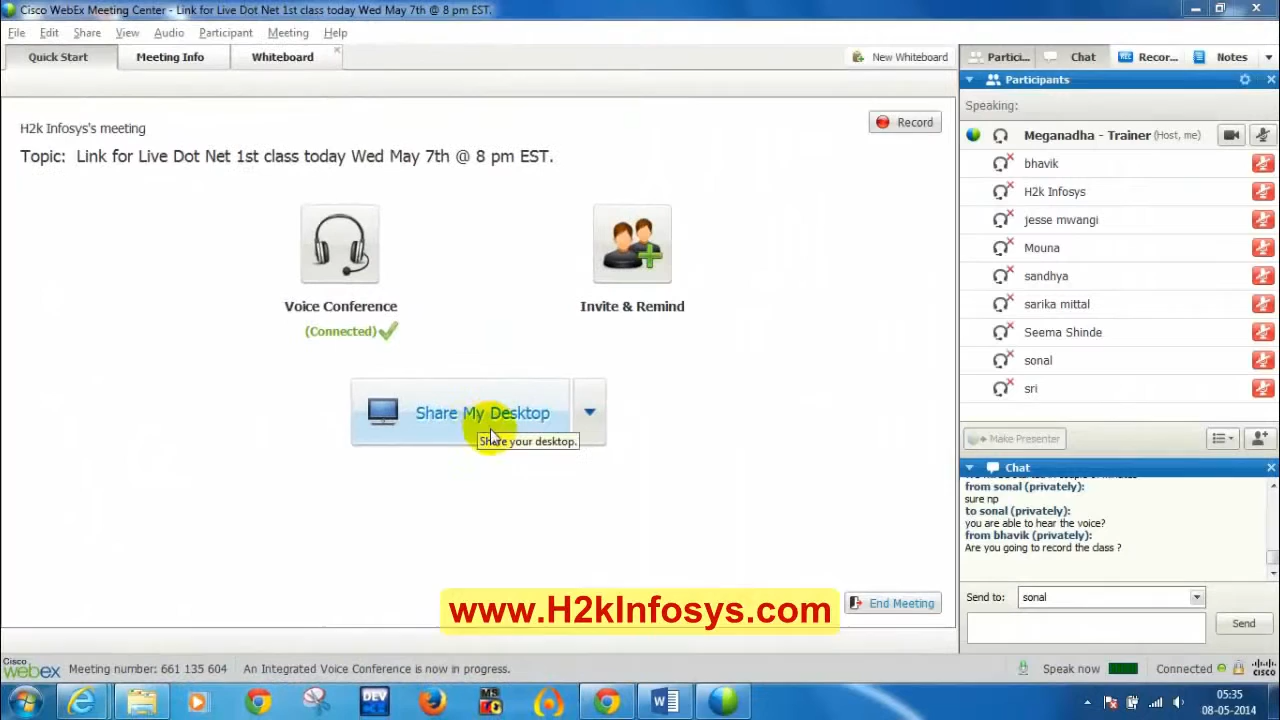 Cisco WebEx Meeting Center - Link for Live Dot Net 1st class today Wed May 7th @ 8 pm EST.
File Edit Share View Audio Participant Meeting Help
Quick Start Meeting Info Whiteboard New Whiteboard
Partici... Chat Recor... Notes
Participants
Speaking:
H2k Infosys's meeting
Record
Topic: Link for Live Dot Net 1st class today Wed May 7th @ 8 pm EST.
Voice Conference
(Connected)
Invite & Remind
Share My Desktop
Share your desktop.
Meganadha - Trainer (Host, me)
bhavik
H2k Infosys
jesse mwangi
Mouna
sandhya
sarika mittal
Seema Shinde
sonal
sri
Make Presenter
Chat
from sonal (privately):
sure np
to sonal (privately):
you are able to hear the voice?
from bhavik (privately):
Are you going to record the class ?
Send to: sonal
Send
www.H2kInfosys.com
End Meeting
Cisco
webex Meeting number: 661 135 604 An Integrated Voice Conference is now in progress.
Speak now Connected
cisco
DEV
MS
05:35
08-05-2014